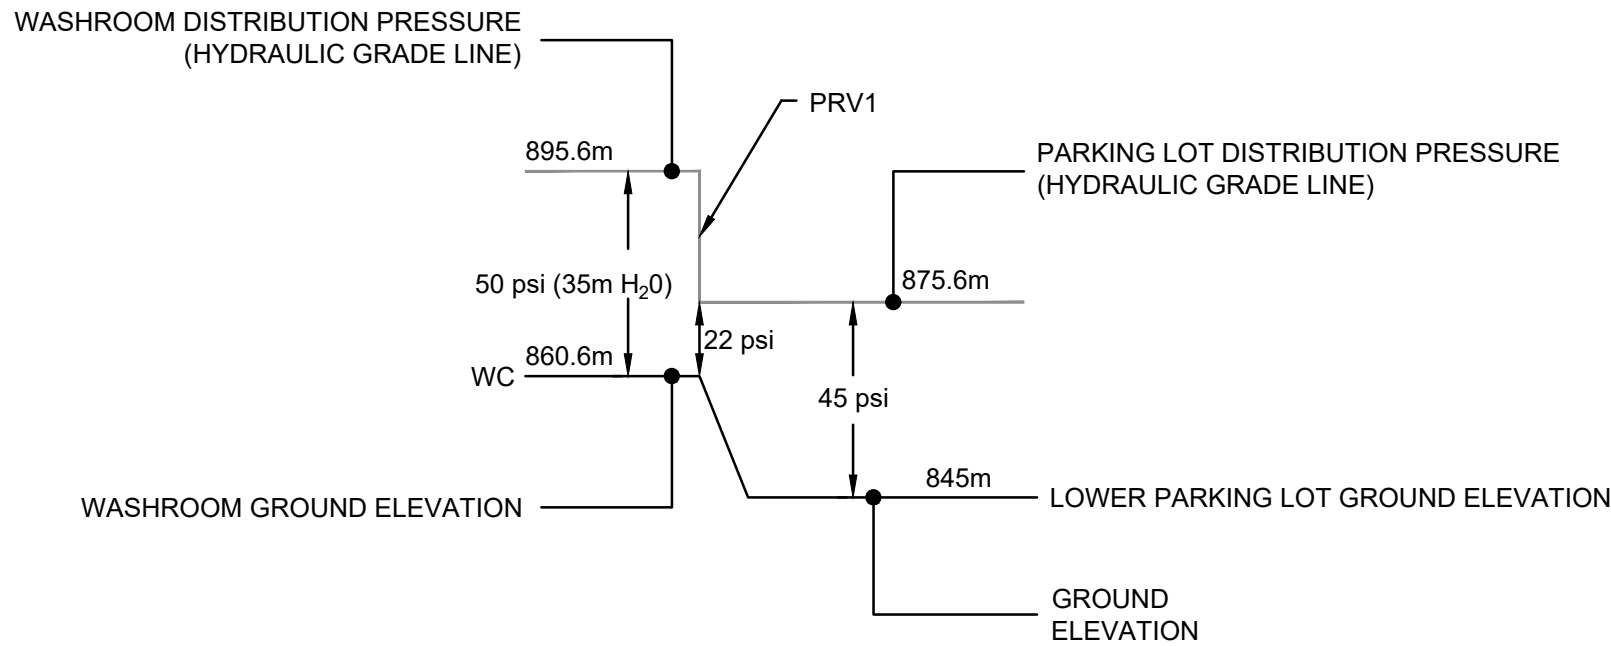 WASHROOM DISTRIBUTION PRESSURE
(HYDRAULIC GRADE LINE)
PRV1
895.6m
PARKING LOT DISTRIBUTION PRESSURE
(HYDRAULIC GRADE LINE)
50 psi (35m H₂0)
875.6m
22 psi
860.6m
WC
45 psi
845m
WASHROOM GROUND ELEVATION
LOWER PARKING LOT GROUND ELEVATION
GROUND
ELEVATION